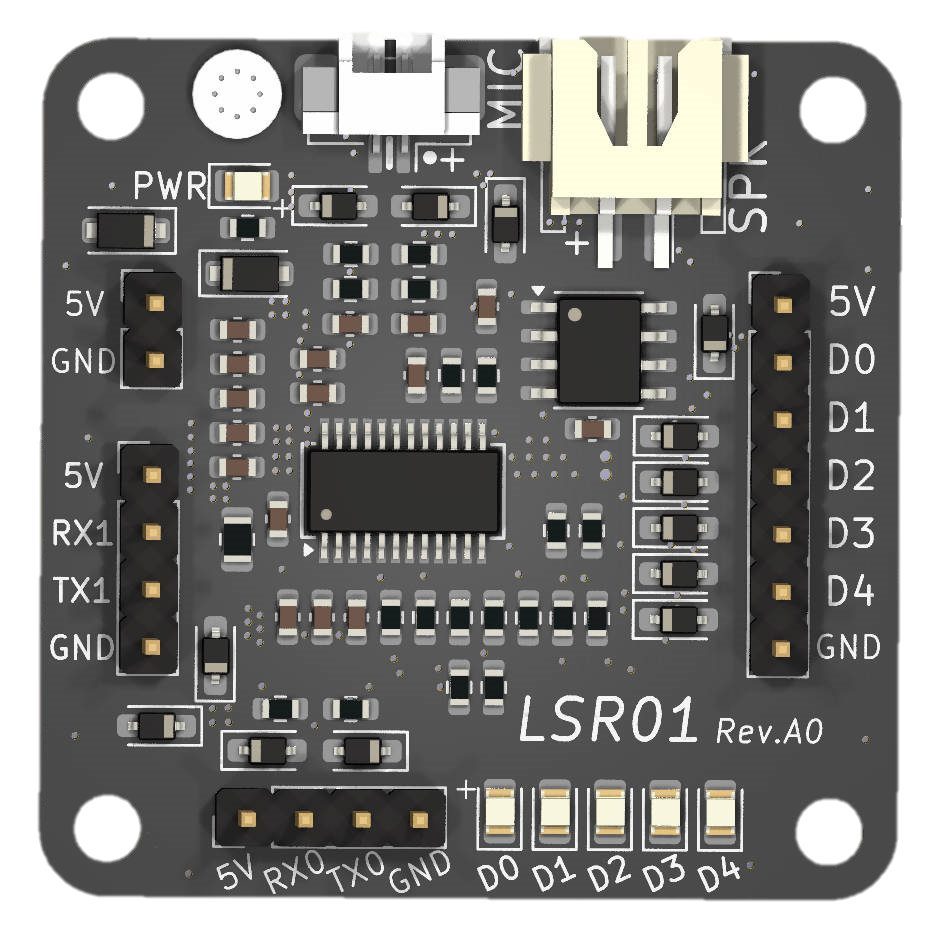 MIC
+
SPK
+
PWR
+
5V
GND
5V
RX1
TX1
GND
5V
D0
D1
D2
D3
D4
GND
LSR01 Rev.A0
+
5V RX0 TX0 GND
D0 D1 D2 D3 D4